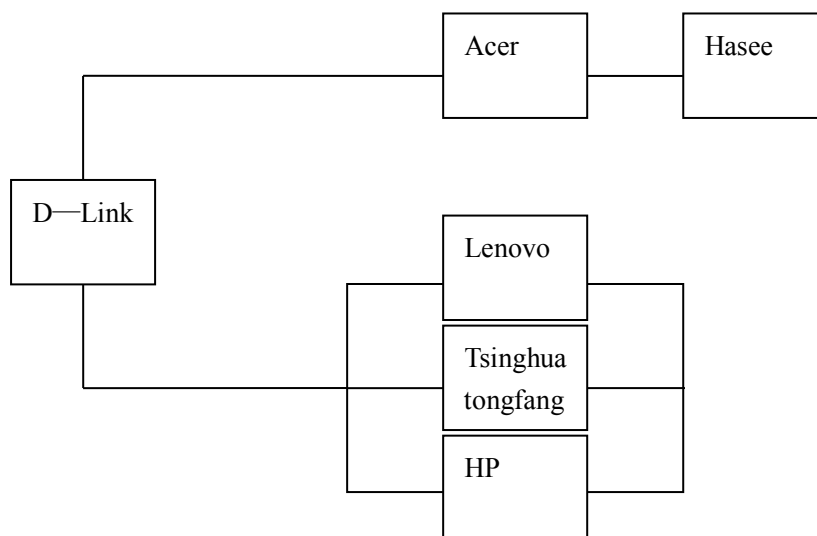 Acer
Hasee
D—Link
Lenovo
Tsinghua
tongfang
HP